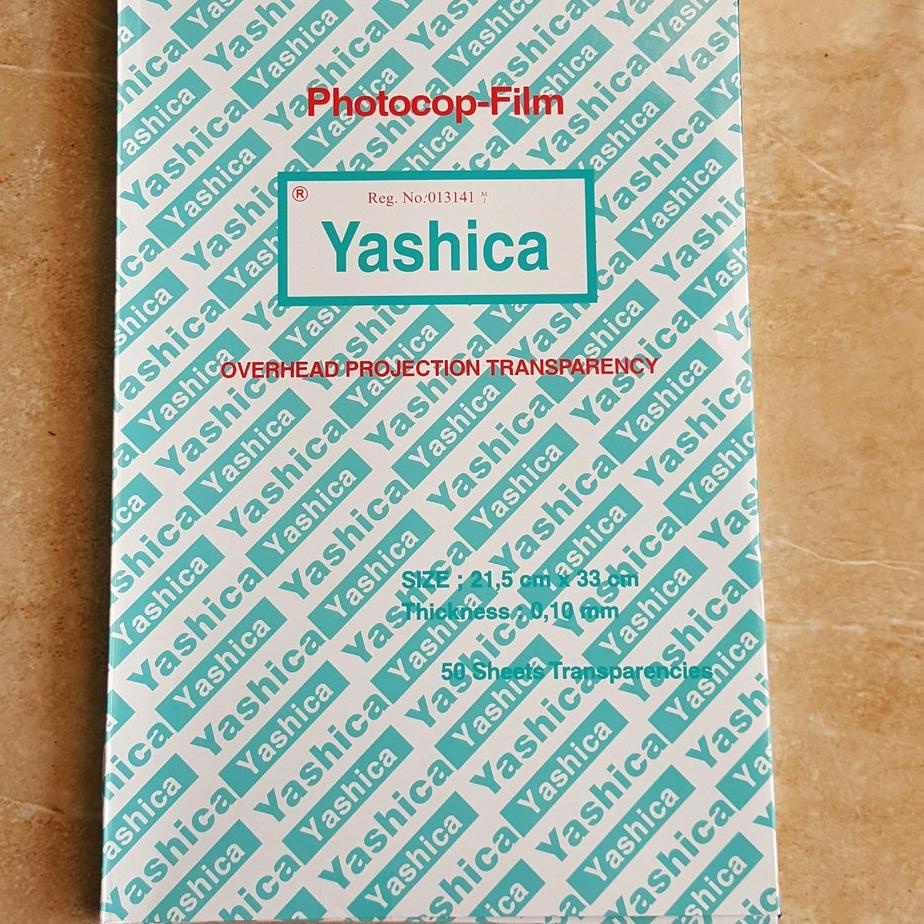 Photocop-Film
®
Reg. No:013141 M
Yashica
OVERHEAD PROJECTION TRANSPARENCY
SIZE ; 21,5 cm x 33 cm
Thickness : 0,10 mm
50 Sheets Transparencies